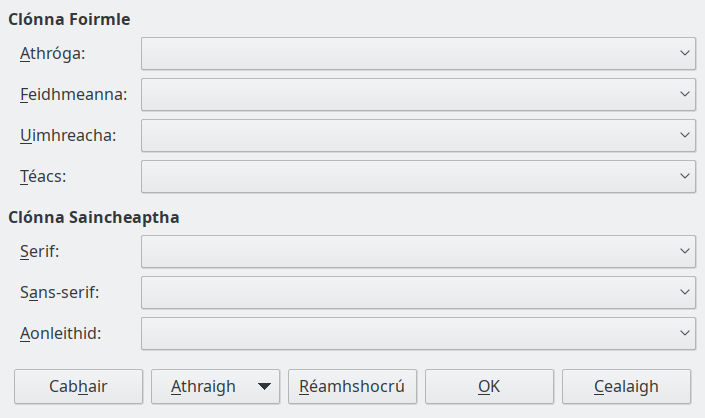 Clónna Foirmle
Athróga:
Feidhmeanna:
Uimhreacha:
Téacs:
Clónna Saincheaptha
Serif:
Sans-serif:
Aonleithid:
Cabhair Athraigh Réamhshocrú OK Cealaigh